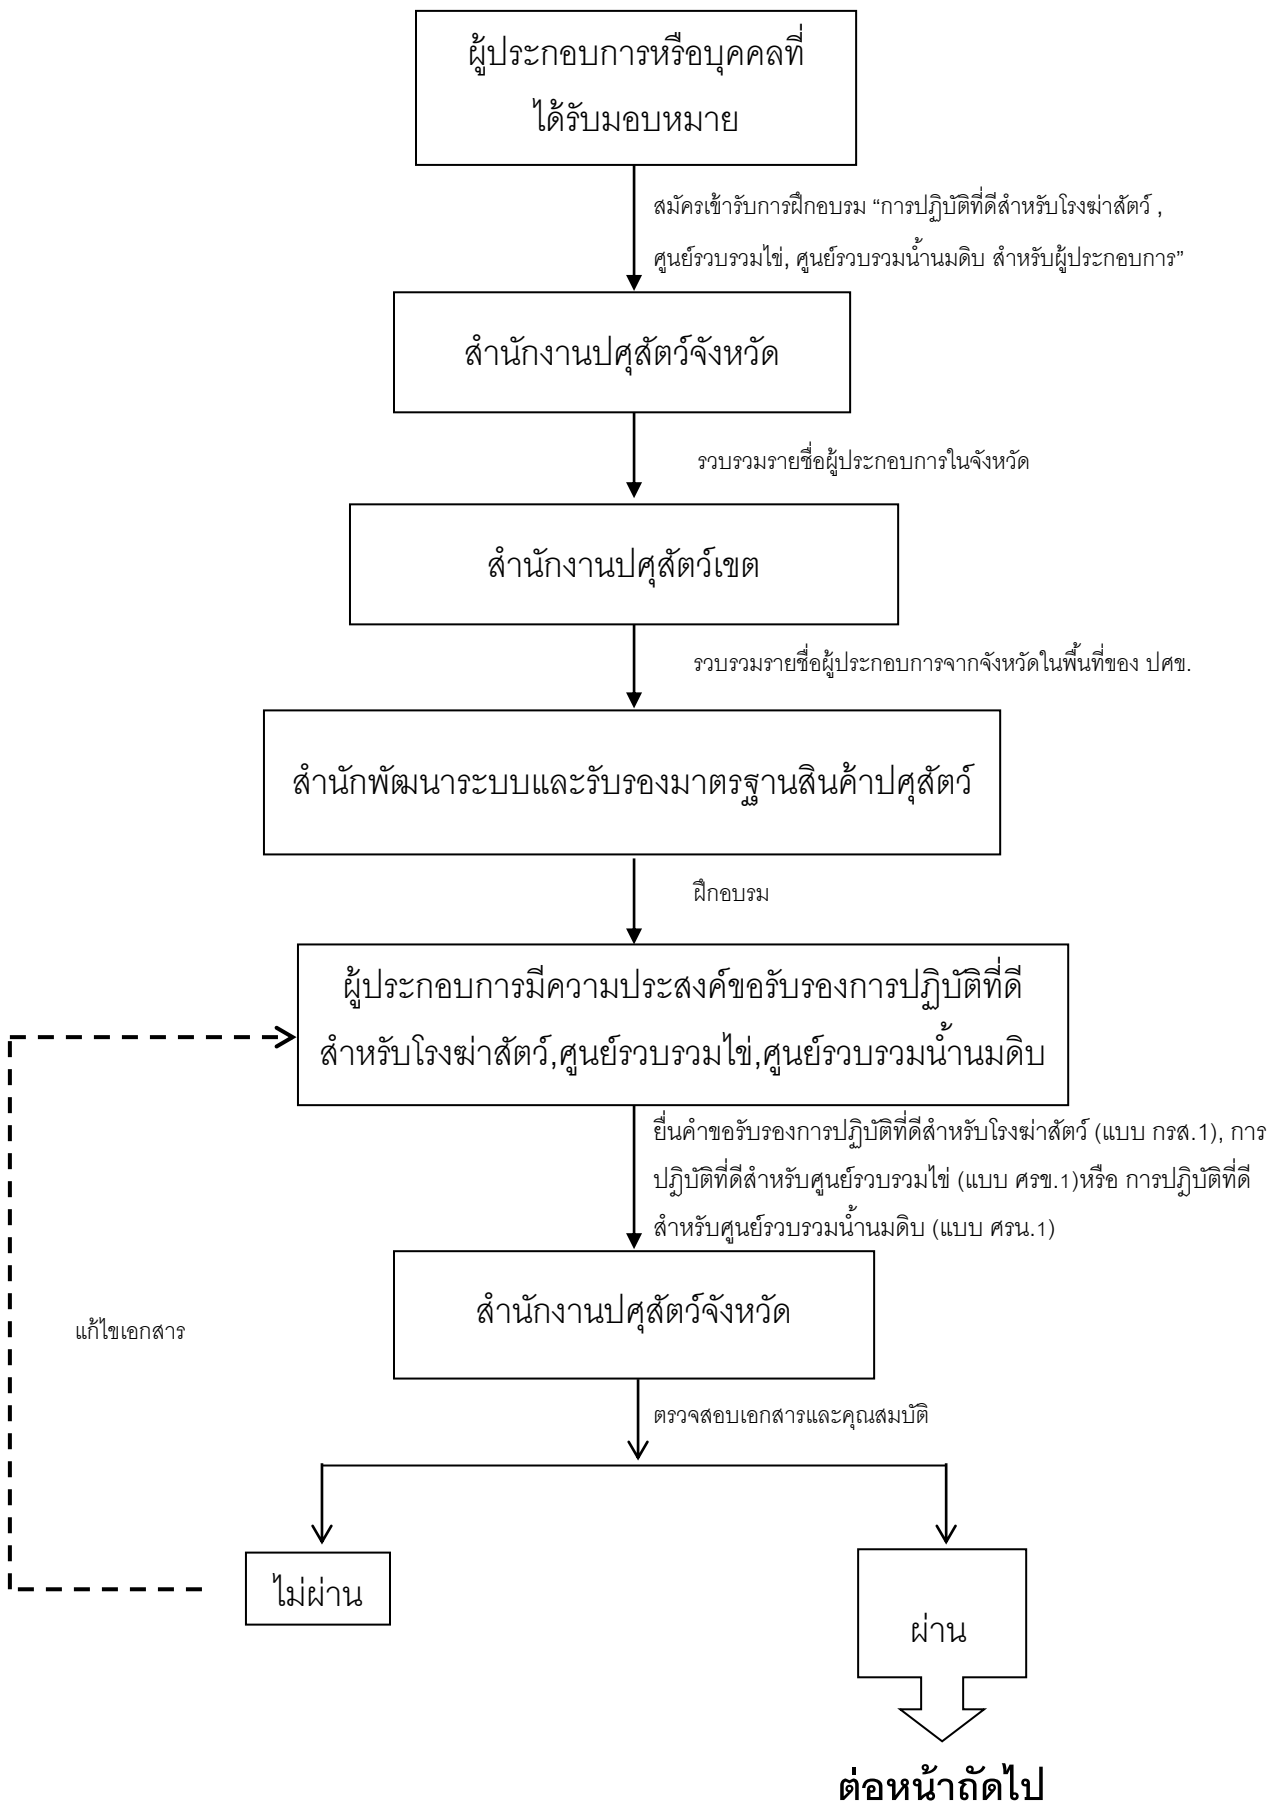 ผู้ประกอบการหรือบุคคลที่
ได้รับมอบหมาย
สมัครเข้ารับการฝึกอบรม “การปฏิบัติที่ดีสำหรับโรงฆ่าสัตว์ ,
ศูนย์รวบรวมไข่, ศูนย์รวบรวมน้ำนมดิบ สำหรับผู้ประกอบการ”
สำนักงานปศุสัตว์จังหวัด
รวบรวมรายชื่อผู้ประกอบการในจังหวัด
สำนักงานปศุสัตว์เขต
รวบรวมรายชื่อผู้ประกอบการจากจังหวัดในพื้นที่ของ ปศข.
สำนักพัฒนาระบบและรับรองมาตรฐานสินค้าปศุสัตว์
ฝึกอบรม
ผู้ประกอบการมีความประสงค์ขอรับรองการปฏิบัติที่ดี
สำหรับโรงฆ่าสัตว์,ศูนย์รวบรวมไข่,ศูนย์รวบรวมน้ำนมดิบ
ยื่นคำขอรับรองการปฏิบัติที่ดีสำหรับโรงฆ่าสัตว์ (แบบ กรส.1), การ
ปฏิบัติที่ดีสำหรับศูนย์รวบรวมไข่ (แบบ ศรข.1)หรือ การปฏิบัติที่ดี
สำหรับศูนย์รวบรวมน้ำนมดิบ (แบบ ศรน.1)
สำนักงานปศุสัตว์จังหวัด
แก้ไขเอกสาร
ตรวจสอบเอกสารและคุณสมบัติ
ไม่ผ่าน
ผ่าน
ต่อหน้าถัดไป